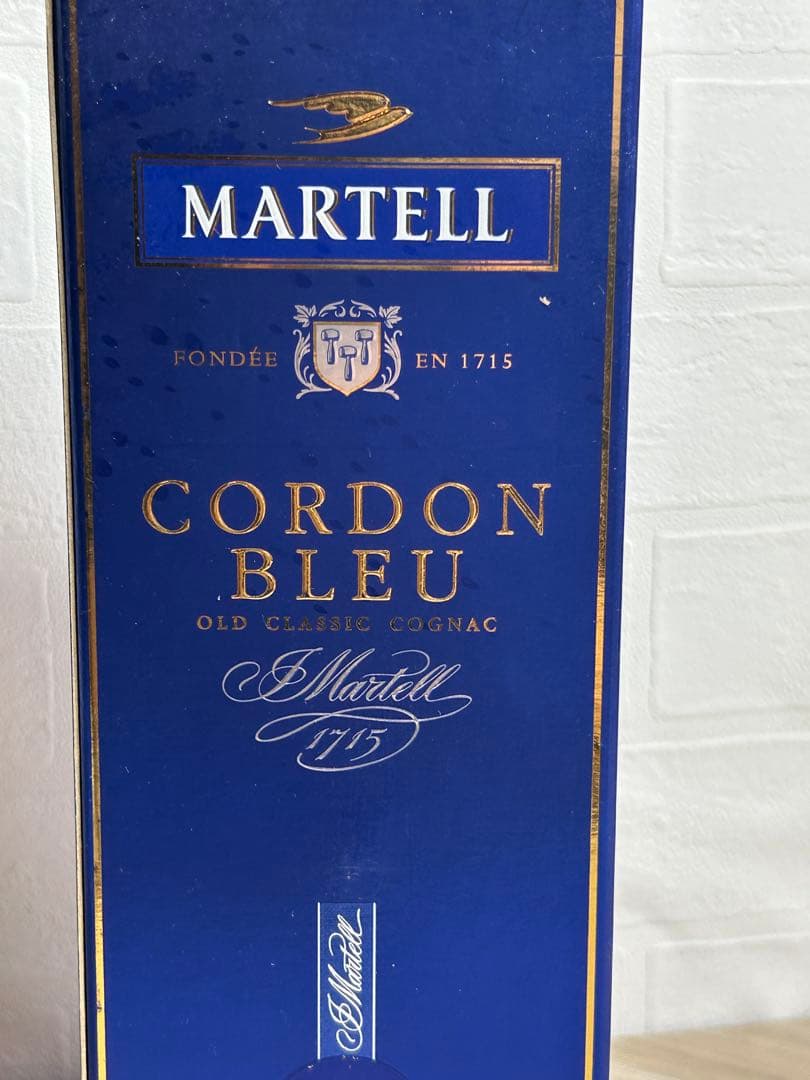 MARTELL
FONDÉE EN 1715
CORDON
BLEU
OLD CLASSIC COGNAC
J Martell
1715
J Martell